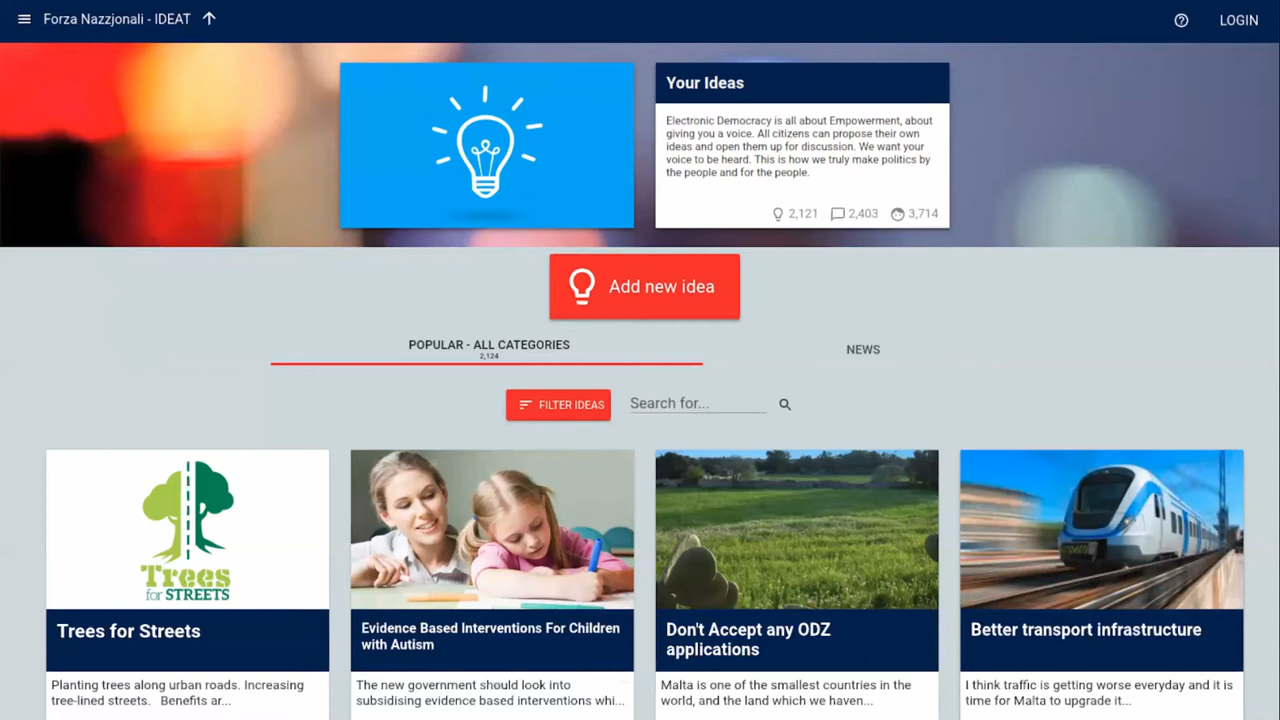 Forza Nazzjonali - IDEAT
LOGIN
Your Ideas
Electronic Democracy is all about Empowerment, about
giving you a voice. All citizens can propose their own
ideas and open them up for discussion. We want your
voice to be heard. This is how we truly make politics by
the people and for the people.
2,121 2,403 3,714
Add new idea
POPULAR - ALL CATEGORIES
2,124
NEWS
FILTER IDEAS
Search for...
Trees
for STREETS
Trees for Streets
Planting trees along urban roads. Increasing
tree-lined streets. Benefits ar...
Evidence Based Interventions For Children
with Autism
The new government should look into
subsidising evidence based interventions whi...
Don't Accept any ODZ
applications
Malta is one of the smallest countries in the
world, and the land which we haven...
Better transport infrastructure
I think traffic is getting worse everyday and it is
time for Malta to upgrade it...